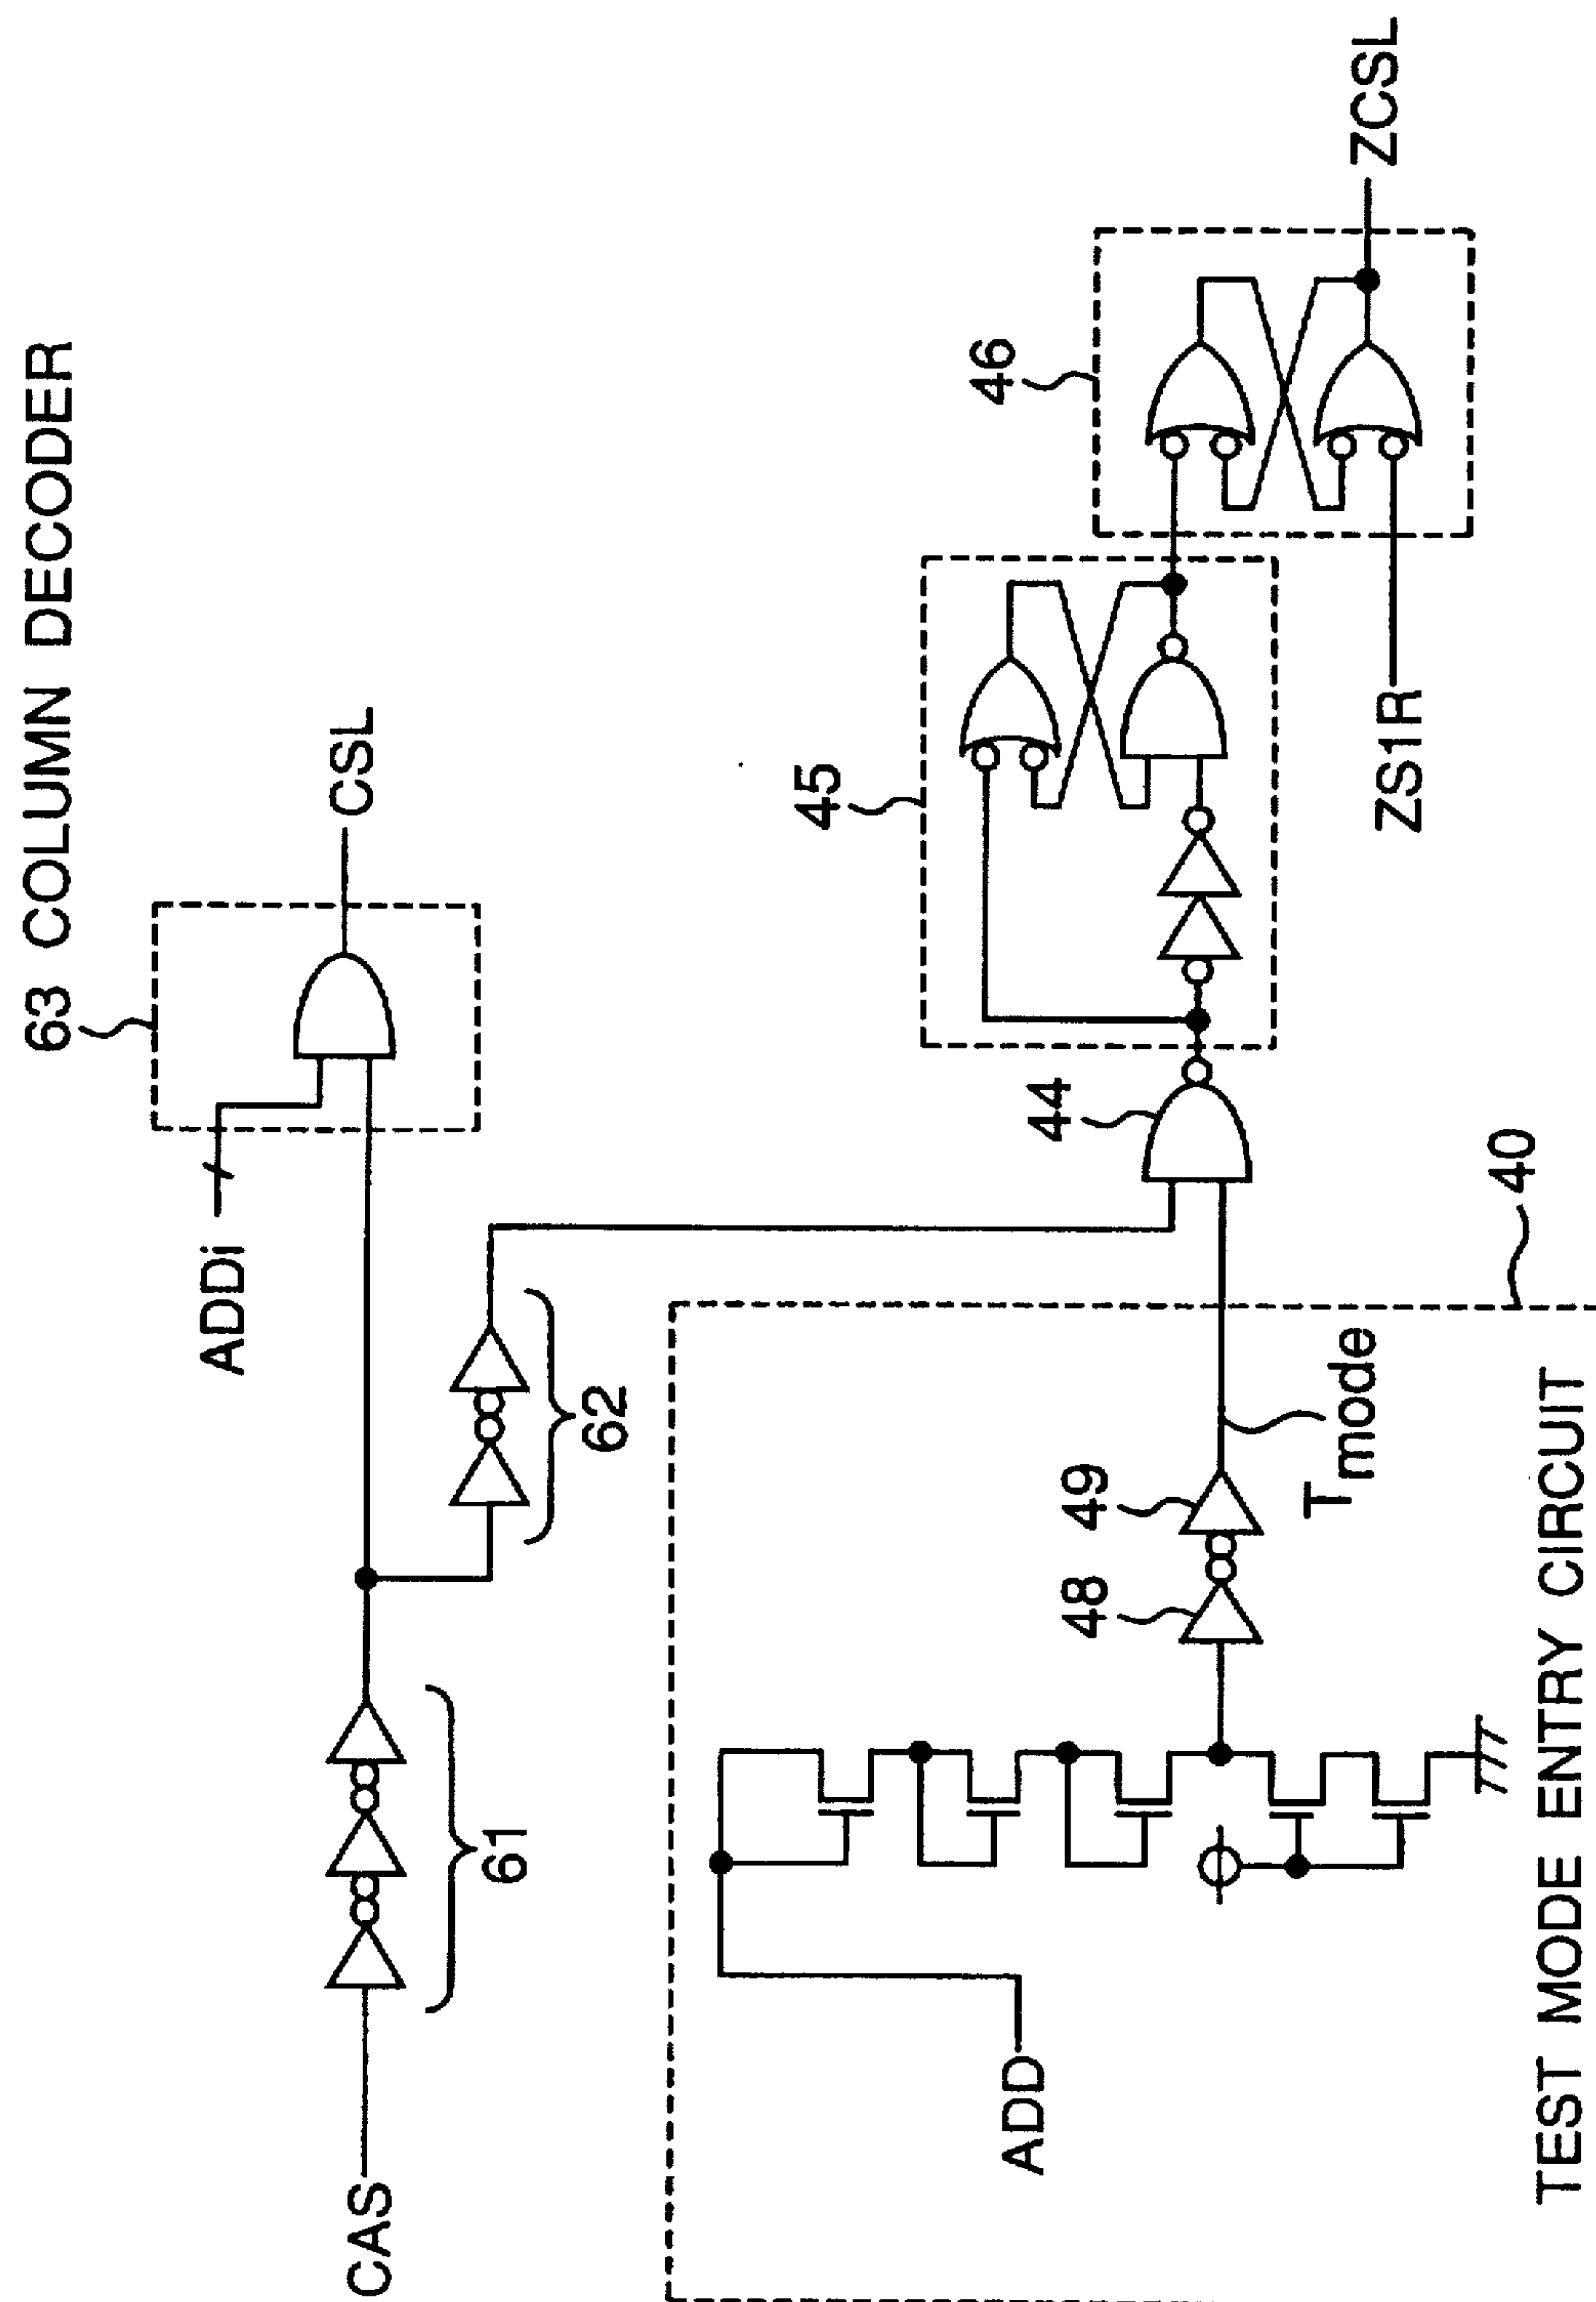 63 COLUMN DECODER
ADDi
CSL
CAS
61
62
44
45
46
ZCSL
ZS1R
40
ADD
48
49
Tmode
TEST MODE ENTRY CIRCUIT